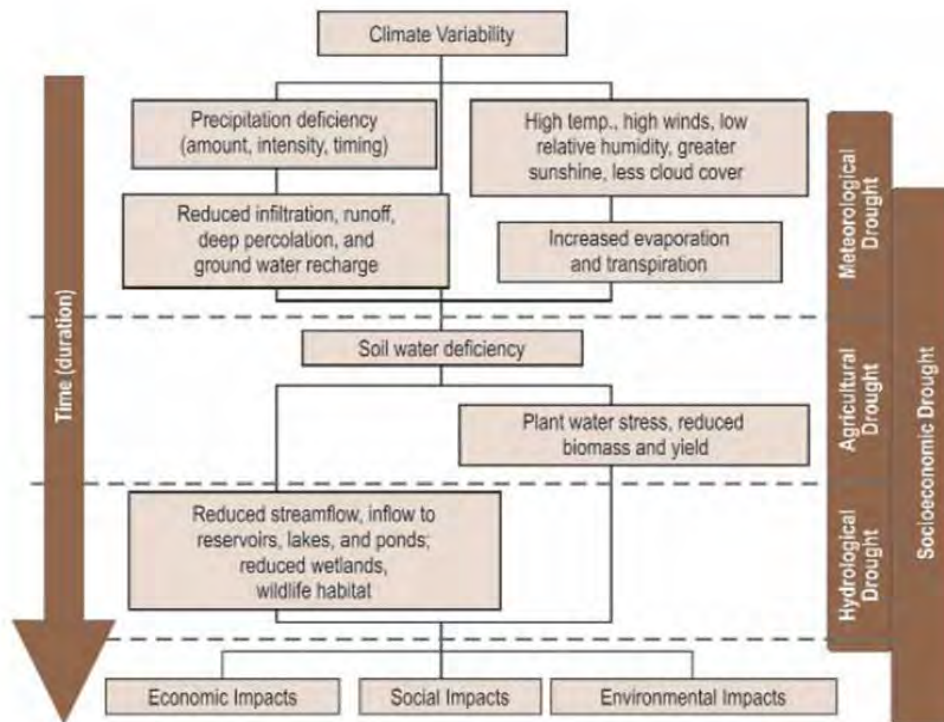 Climate Variability
Precipitation deficiency
(amount, intensity, timing)
High temp., high winds, low
relative humidity, greater
sunshine, less cloud cover
Reduced infiltration, runoff,
deep percolation, and
ground water recharge
Increased evaporation
and transpiration
Soil water deficiency
Plant water stress, reduced
biomass and yield
Reduced streamflow, inflow to
reservoirs, lakes, and ponds;
reduced wetlands,
wildlife habitat
Economic Impacts
Social Impacts
Environmental Impacts
Time (duration)
Meteorological
Drought
Agricultural
Drought
Hydrological
Drought
Socioeconomic Drought